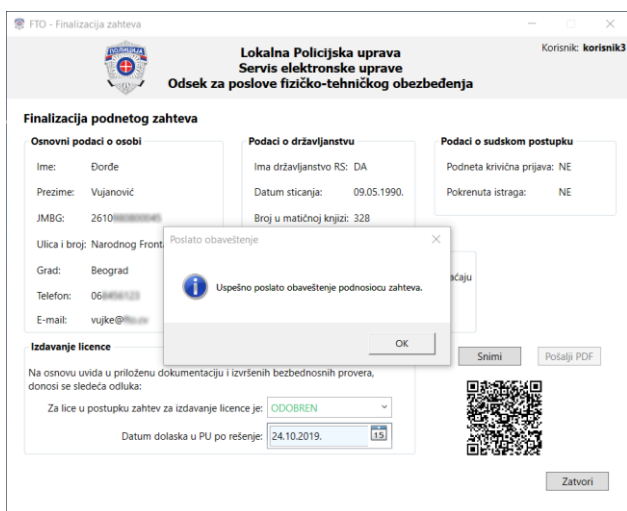 FTO - Finalizacija zahteva
ПОЛИЦИЈА
Lokalna Policijska uprava
Servis elektronske uprave
Odsek za poslove fizičko-tehničkog obezbeđenja
Korisnik: korisnik3
Finalizacija podnetog zahteva
Osnovni podaci o osobi
Ime: Đorđe
Prezime: Vujanović
JMBG: 2610
Ulica i broj: Narodnog Front
Grad: Beograd
Telefon: 06
E-mail: vujke@
Podaci o državljanstvu
Ima državljanstvo RS: DA
Datum sticanja: 09.05.1990.
Broj u matičnoj knjizi: 328
Podaci o sudskom postupku
Podneta krivična prijava: NE
Pokrenuta istraga: NE
aćaju
Poslato obaveštenje
Uspešno poslato obaveštenje podnosiocu zahteva.
OK
Izdavanje licence
Na osnovu uvida u priloženu dokumentaciju i izvršenih bezbednosnih provera,
donosi se sledeća odluka:
Za lice u postupku zahtev za izdavanje licence je: ODOBREN
Datum dolaska u PU po rešenje: 24.10.2019. 15
Snimi
Pošalji PDF
Zatvori